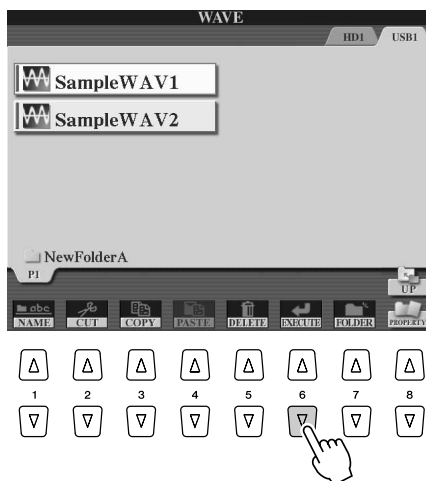 WAVE
HD1 USB1
SampleWAV1
SampleWAV2
NewFolderA
P1
UP
abc
NAME CUT COPY PASTE DELETE EXECUTE FOLDER PROPERTY
1 2 3 4 5 6 7 8